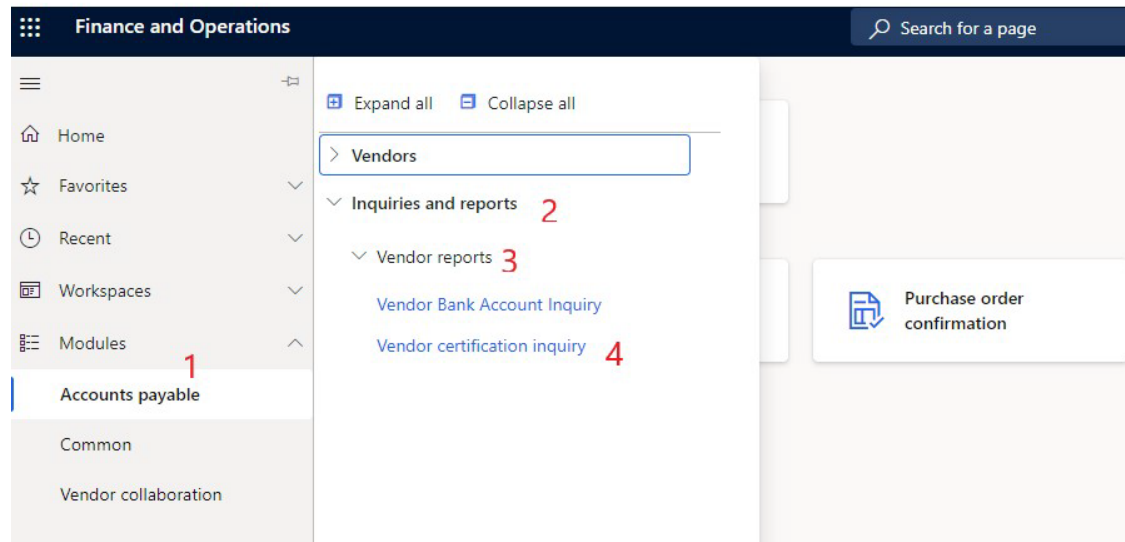 Finance and Operations
Search for a page
Home
Favorites
Recent
Workspaces
Modules
1
Accounts payable
Common
Vendor collaboration
Expand all
Collapse all
Vendors
Inquiries and reports 2
Vendor reports 3
Vendor Bank Account Inquiry
Vendor certification inquiry 4
Purchase order
confirmation